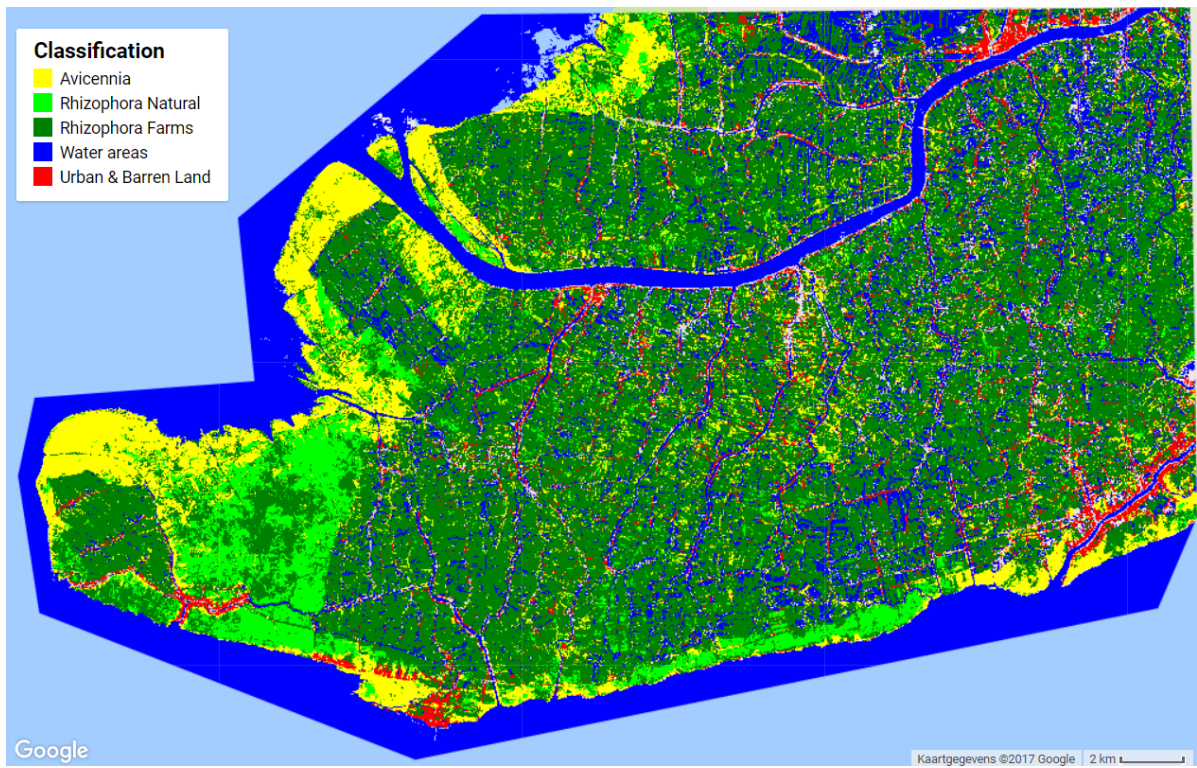 Classification
Avicennia
Rhizophora Natural
Rhizophora Farms
Water areas
Urban & Barren Land
Google
Kaartgegevens ©2017 Google 2 km